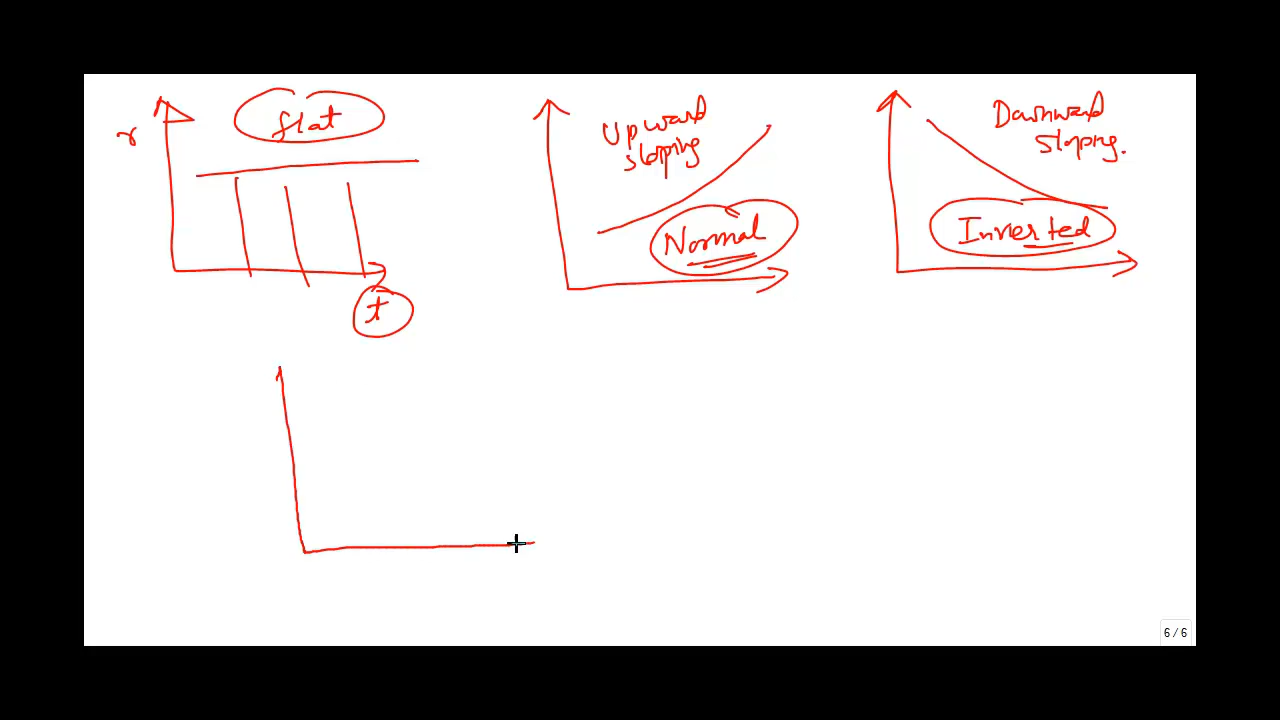 r
flat
t
Upward
sloping
Normal
Downward
sloping.
Inverted
6 / 6